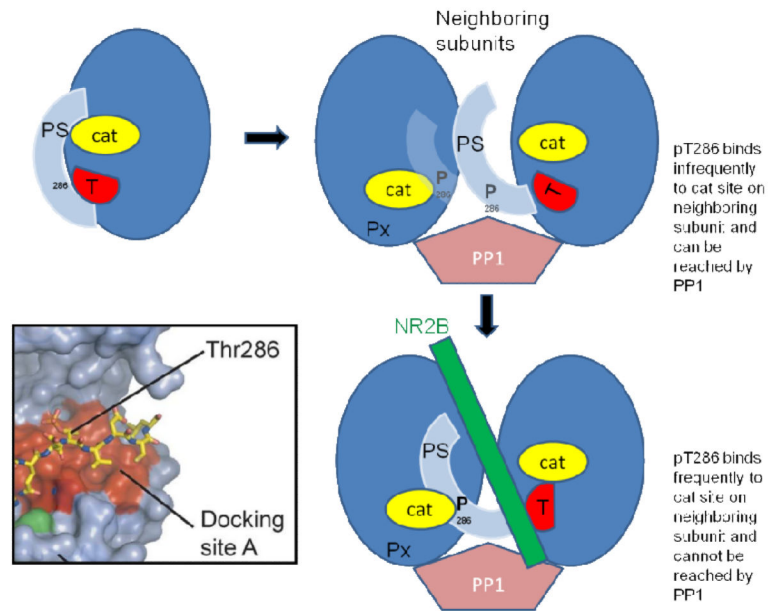 Neighboring
subunits
PS
cat
286
T
PS
cat
cat
P
286
P
286
T
Px
PP1
pT286 binds
infrequently
to cat site on
neighboring
subunit and
can be
reached by
PP1
NR2B
Thr286
Docking
site A
PS
cat
cat
P
286
T
Px
PP1
pT286 binds
frequently to
cat site on
neighboring
subunit and
cannot be
reached by
PP1